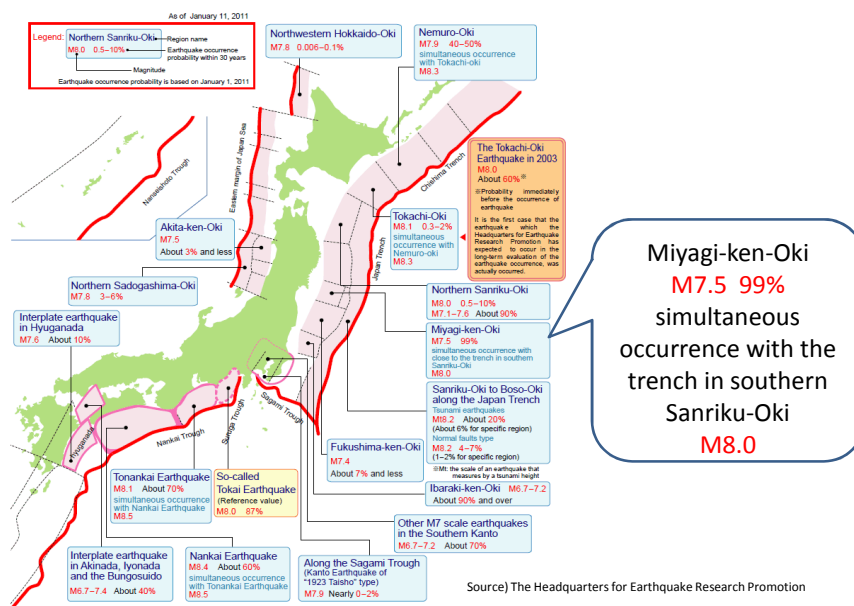 As of January 11, 2011
Legend:
Northern Sanriku-Oki
M8.0 0.5–10%
Region name
Earthquake occurrence
probability within 30 years
Magnitude
Earthquake occurrence probability is based on January 1, 2011
Northwestern Hokkaido-Oki
M7.8 0.006–0.1%
Nemuro-Oki
M7.9 40–50%
simultaneous occurrence
with Tokachi-oki
M8.3
Nanseishoto Trough
Eastern margin of Japan Sea
Chishima Trench
Japan Trench
The Tokachi-Oki
Earthquake in 2003
M8.0
About 60%※
※Probability immediately
before the occurrence of
earthquake
It is the first case that the
earthquake which the
Headquarters for Earthquake
Research Promotion has
expected to occur in the
long-term evaluation of the
earthquake occurrence, was
actually occurred.
Tokachi-Oki
M8.1 0.3–2%
simultaneous
occurrence with
Nemuro-oki
M8.3
Akita-ken-Oki
M7.5
About 3% and less
Northern Sadogashima-Oki
M7.8 3–6%
Interplate earthquake
in Hyuganada
M7.6 About 10%
Northern Sanriku-Oki
M8.0 0.5-10%
M7.1–7.6 About 90%
Miyagi-ken-Oki
M7.5 99%
simultaneous occurrence with
close to the trench in southern
Sanriku-Oki
M8.0
Miyagi-ken-Oki
M7.5 99%
simultaneous
occurrence with the
trench in southern
Sanriku-Oki
M8.0
Sanriku-Oki to Boso-Oki
along the Japan Trench
Tsunami earthquakes
Mt8.2 About 20%
(About 6% for specific region)
Normal faults type
M8.2 4–7%
(1–2% for specific region)
※Mt: the scale of an earthquake that
measures by a tsunami height
Sagami Trough
Suruga Trough
Nankai Trough
Hyuganada
Fukushima-ken-Oki
M7.4
About 7% and less
Ibaraki-ken-Oki M6.7–7.2
About 90% and over
Tonankai Earthquake
M8.1 About 70%
simultaneous occurrence
with Nankai Earthquake
M8.5
So-called
Tokai Earthquake
(Reference value)
M8.0 87%
Other M7 scale earthquakes
in the Southern Kanto
M6.7–7.2 About 70%
Interplate earthquake
in Akinada, Iyonada
and the Bungosuido
M6.7–7.4 About 40%
Nankai Earthquake
M8.4 About 60%
simultaneous occurrence
with Tonankai Earthquake
M8.5
Along the Sagami Trough
(Kanto Earthquake of
"1923 Taisho" type)
M7.9 Nearly 0–2%
Source) The Headquarters for Earthquake Research Promotion